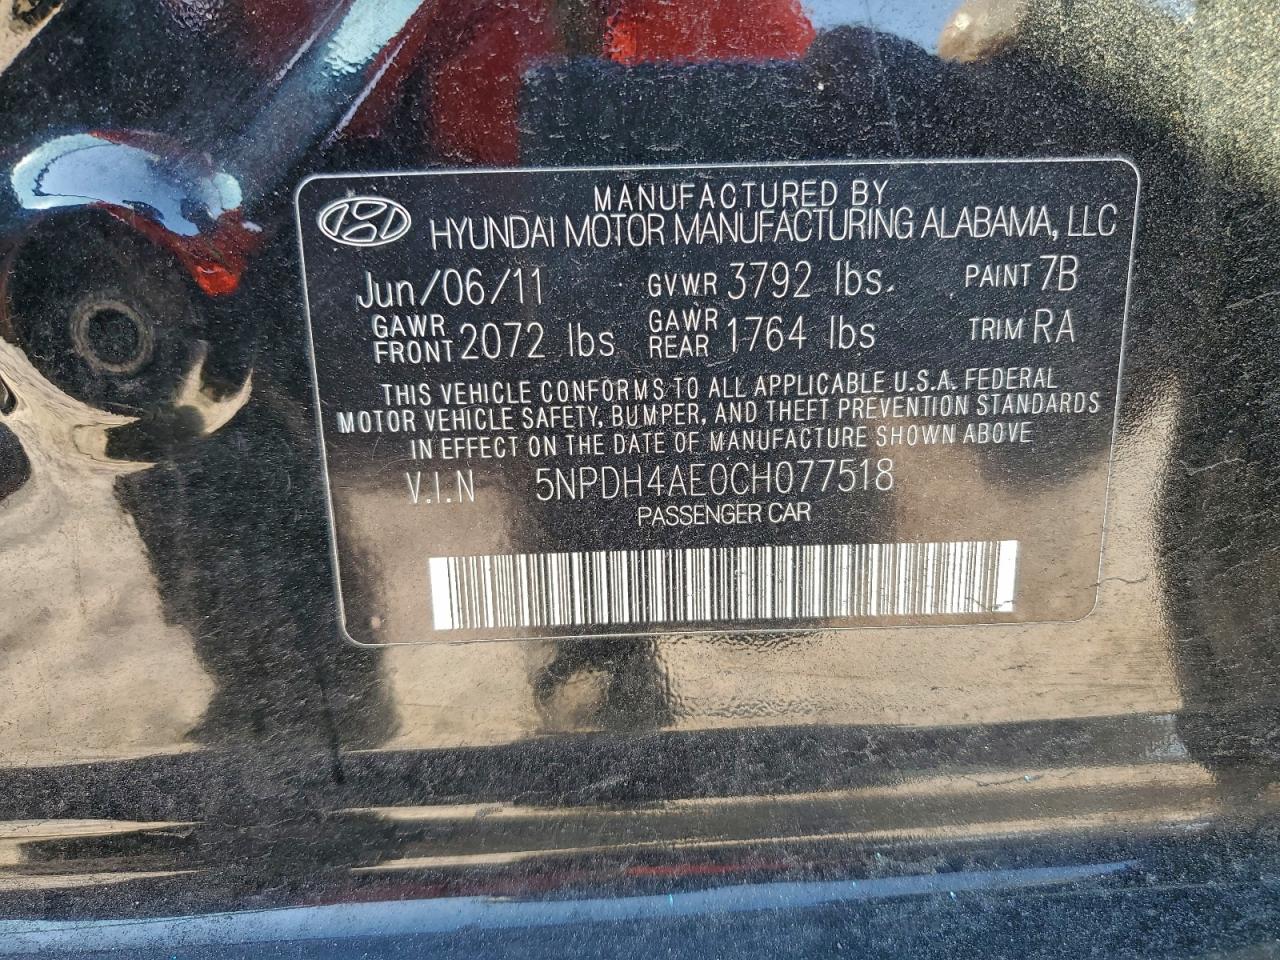 MANUFACTURED BY
HYUNDAI MOTOR MANUFACTURING ALABAMA, LLC
Jun/06/11 GVWR 3792 lbs. PAINT 7B
GAWR FRONT 2072 lbs GAWR REAR 1764 lbs TRIM RA
THIS VEHICLE CONFORMS TO ALL APPLICABLE U.S.A. FEDERAL
MOTOR VEHICLE SAFETY, BUMPER, AND THEFT PREVENTION STANDARDS
IN EFFECT ON THE DATE OF MANUFACTURE SHOWN ABOVE
V.I.N 5NPDH4AE0CH077518
PASSENGER CAR